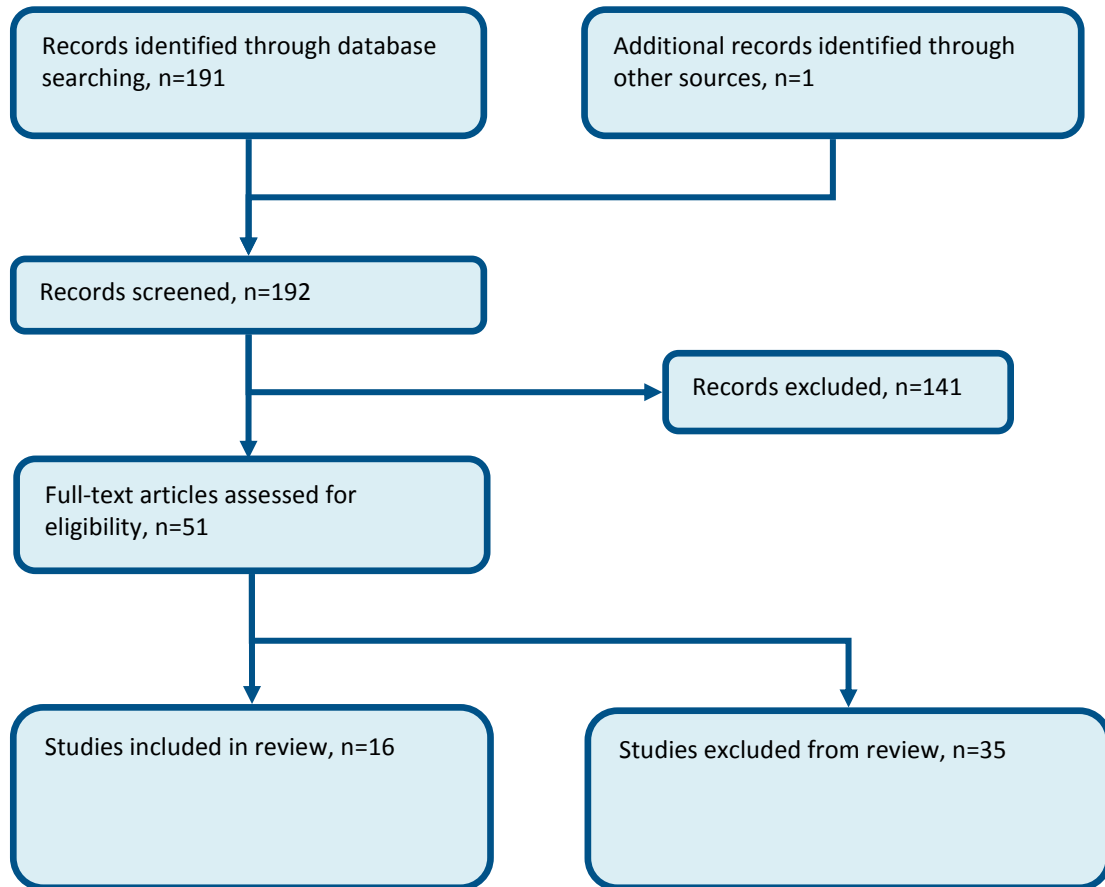 Records identified through database
searching, n=191
Additional records identified through
other sources, n=1
Records screened, n=192
Records excluded, n=141
Full-text articles assessed for
eligibility, n=51
Studies included in review, n=16
Studies excluded from review, n=35